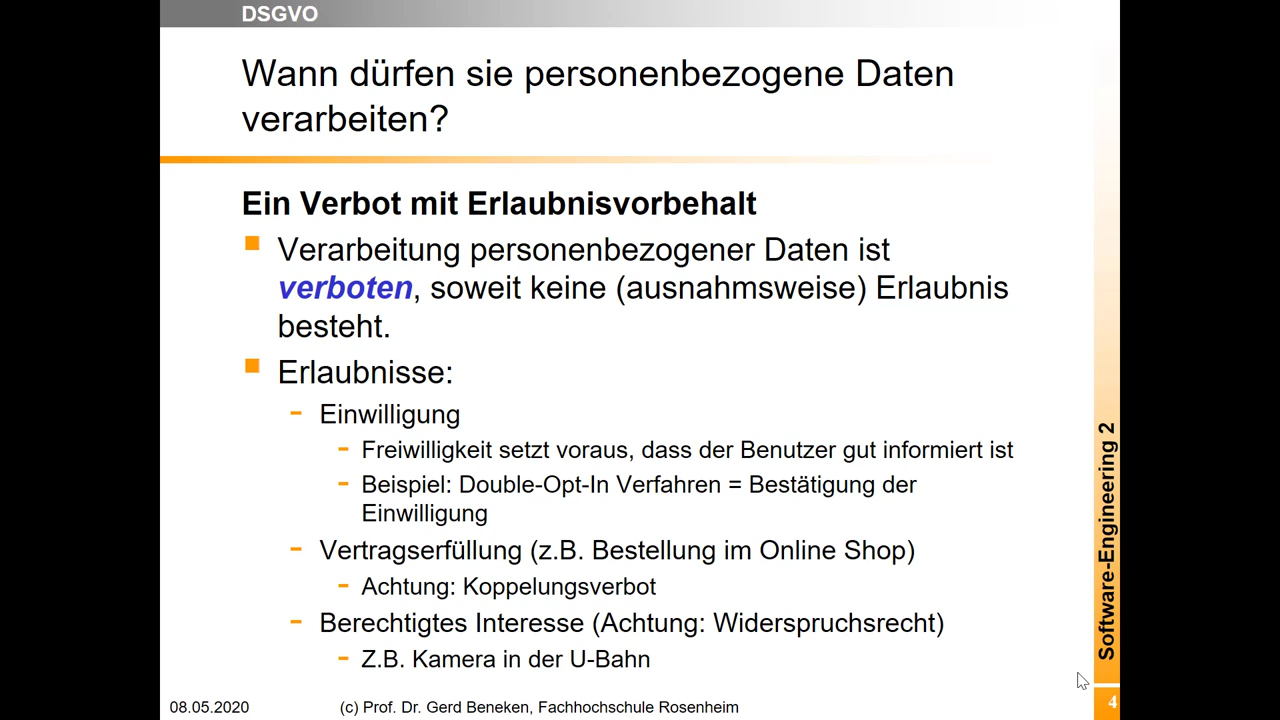 DSGVO
Wann dürfen sie personenbezogene Daten
verarbeiten?
Ein Verbot mit Erlaubnisvorbehalt
Verarbeitung personenbezogener Daten ist
verboten, soweit keine (ausnahmsweise) Erlaubnis
besteht.
Erlaubnisse:
- Einwilligung
- Freiwilligkeit setzt voraus, dass der Benutzer gut informiert ist
- Beispiel: Double-Opt-In Verfahren = Bestätigung der
Einwilligung
- Vertragserfüllung (z.B. Bestellung im Online Shop)
- Achtung: Koppelungsverbot
- Berechtigtes Interesse (Achtung: Widerspruchsrecht)
- Z.B. Kamera in der U-Bahn
Software-Engineering 2
08.05.2020
(c) Prof. Dr. Gerd Beneken, Fachhochschule Rosenheim
4